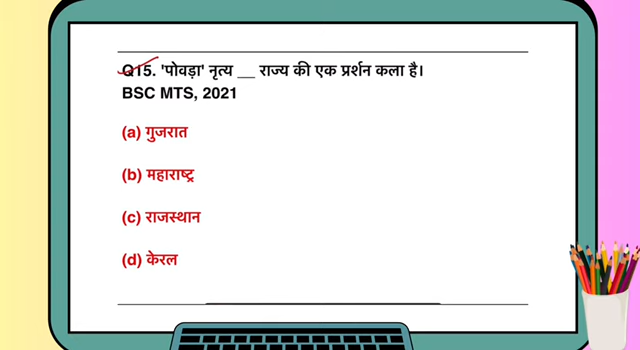 Q15. 'पोवड़ा' नृत्य __ राज्य की एक प्रर्शन कला है।
BSC MTS, 2021
(a) गुजरात
(b) महाराष्ट्र
(c) राजस्थान
(d) केरल